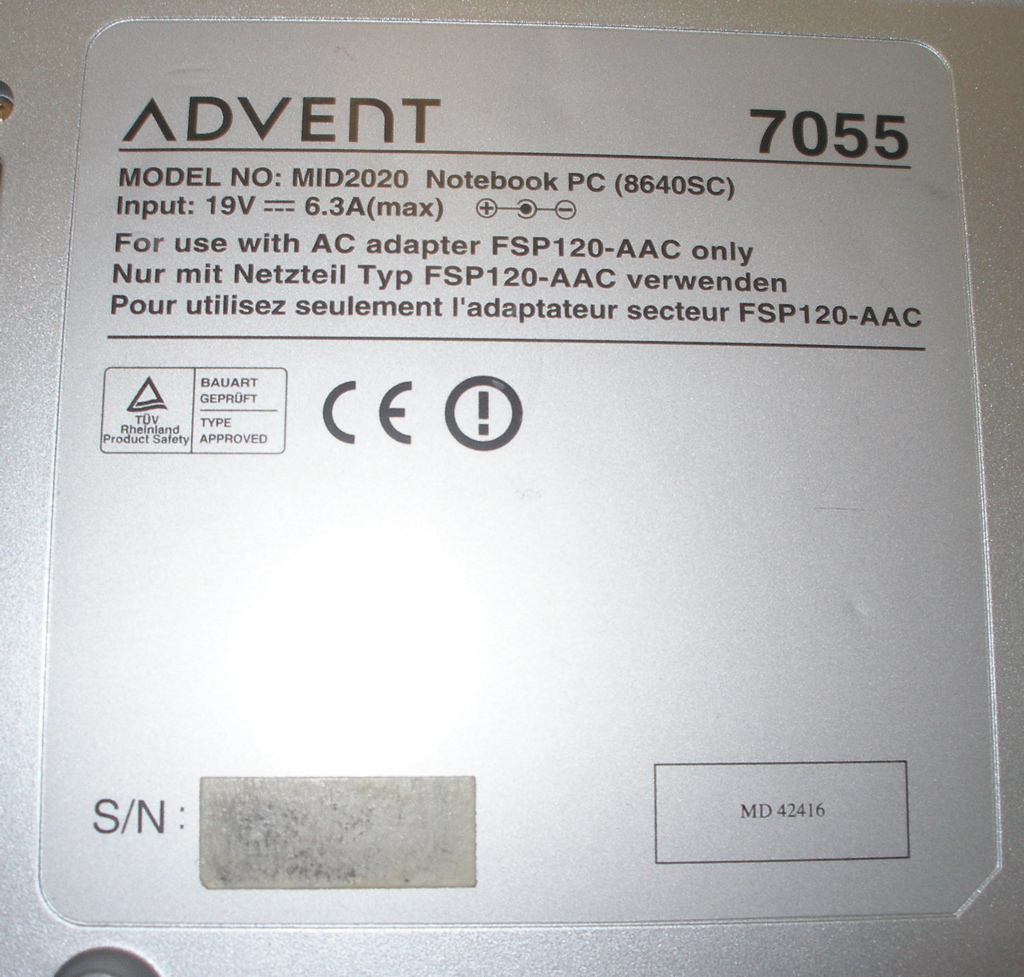 ADVENT 7055
MODEL NO: MID2020 Notebook PC (8640SC)
Input: 19V ⎓ 6.3A(max)
For use with AC adapter FSP120-AAC only
Nur mit Netzteil Typ FSP120-AAC verwenden
Pour utilisez seulement l'adaptateur secteur FSP120-AAC
TÜV
Rheinland
Product Safety
BAUART
GEPRÜFT
TYPE
APPROVED
CE
S/N :
MD 42416